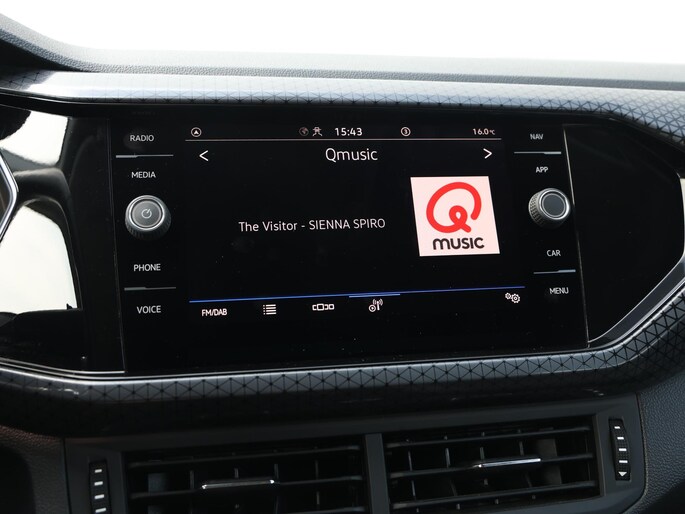 RADIO
MEDIA
PHONE
VOICE
15:43
16.0°C
Qmusic
The Visitor - SIENNA SPIRO
Q
MUSIC
FM/DAB
NAV
APP
CAR
MENU